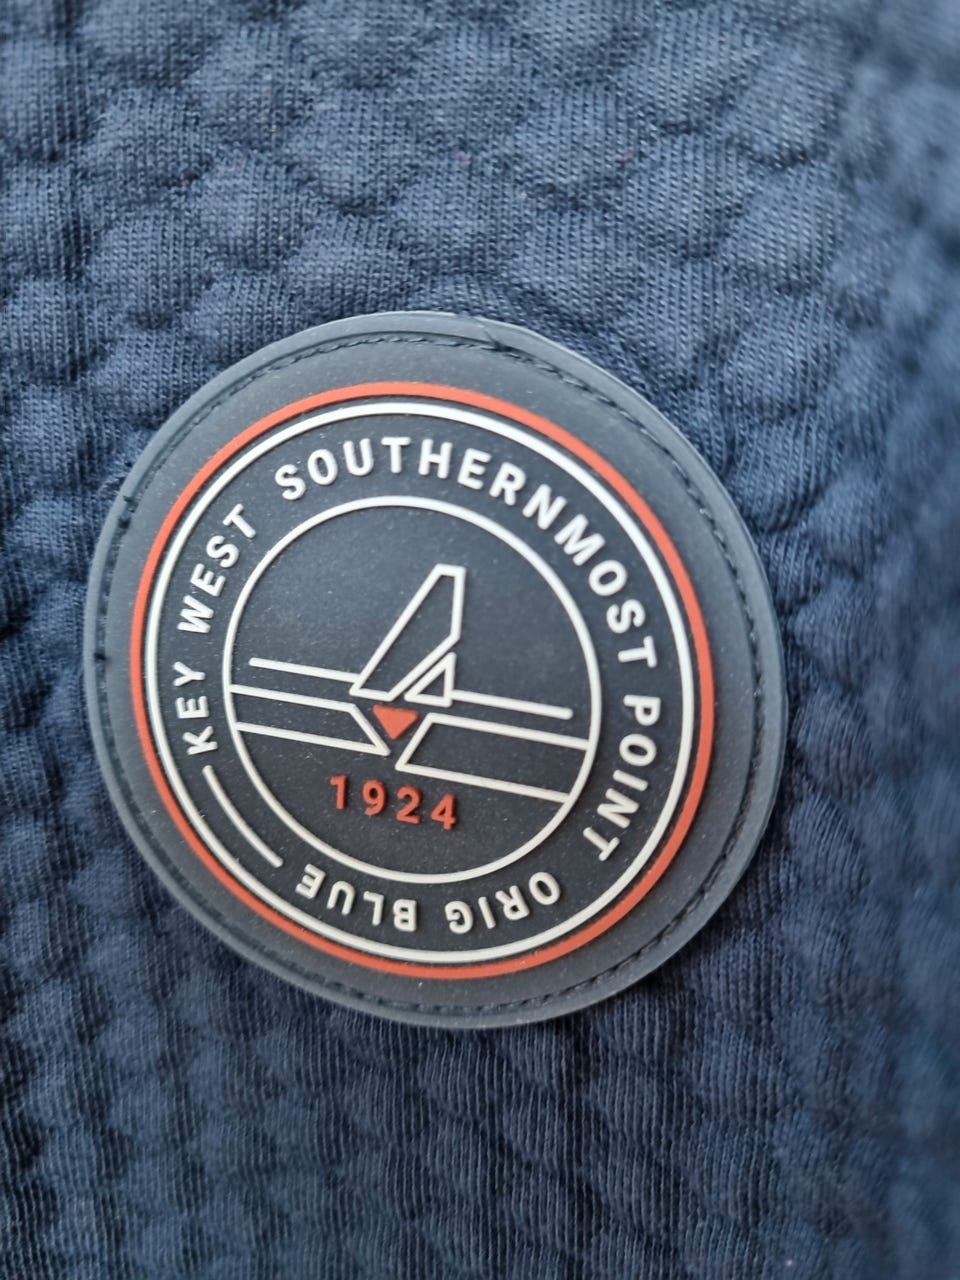 KEY WEST SOUTHERNMOST POINT ORIG BLUE
1924